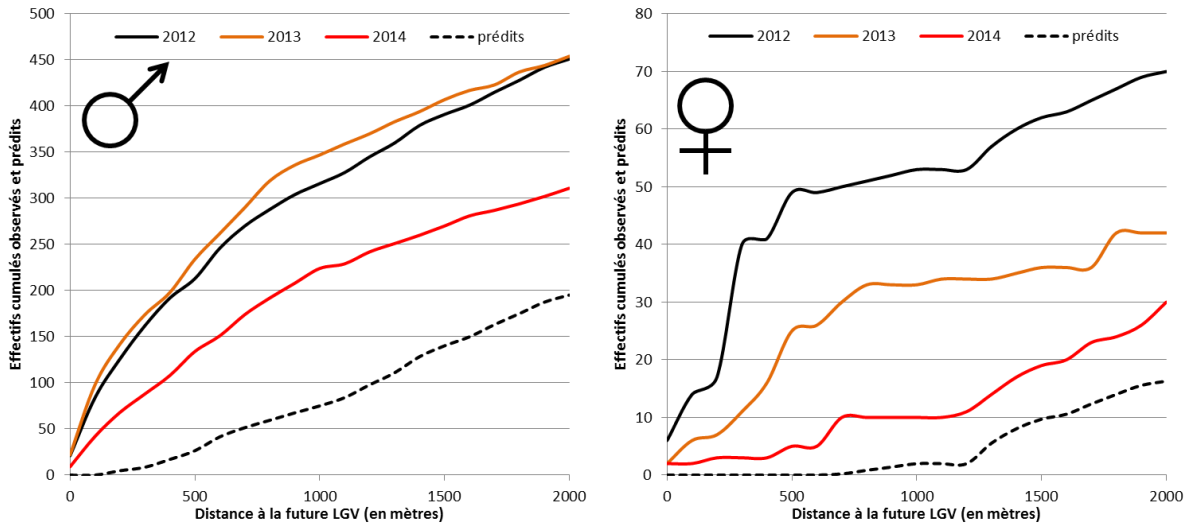 2012 2013 2014 prédits
Effectifs cumulés observés et prédits
500
450
400
350
300
250
200
150
100
50
0
0 500 1000 1500 2000
Distance à la future LGV (en mètres)
2012 2013 2014 prédits
Effectifs cumulés observés et prédits
80
70
60
50
40
30
20
10
0
0 500 1000 1500 2000
Distance à la future LGV (en mètres)